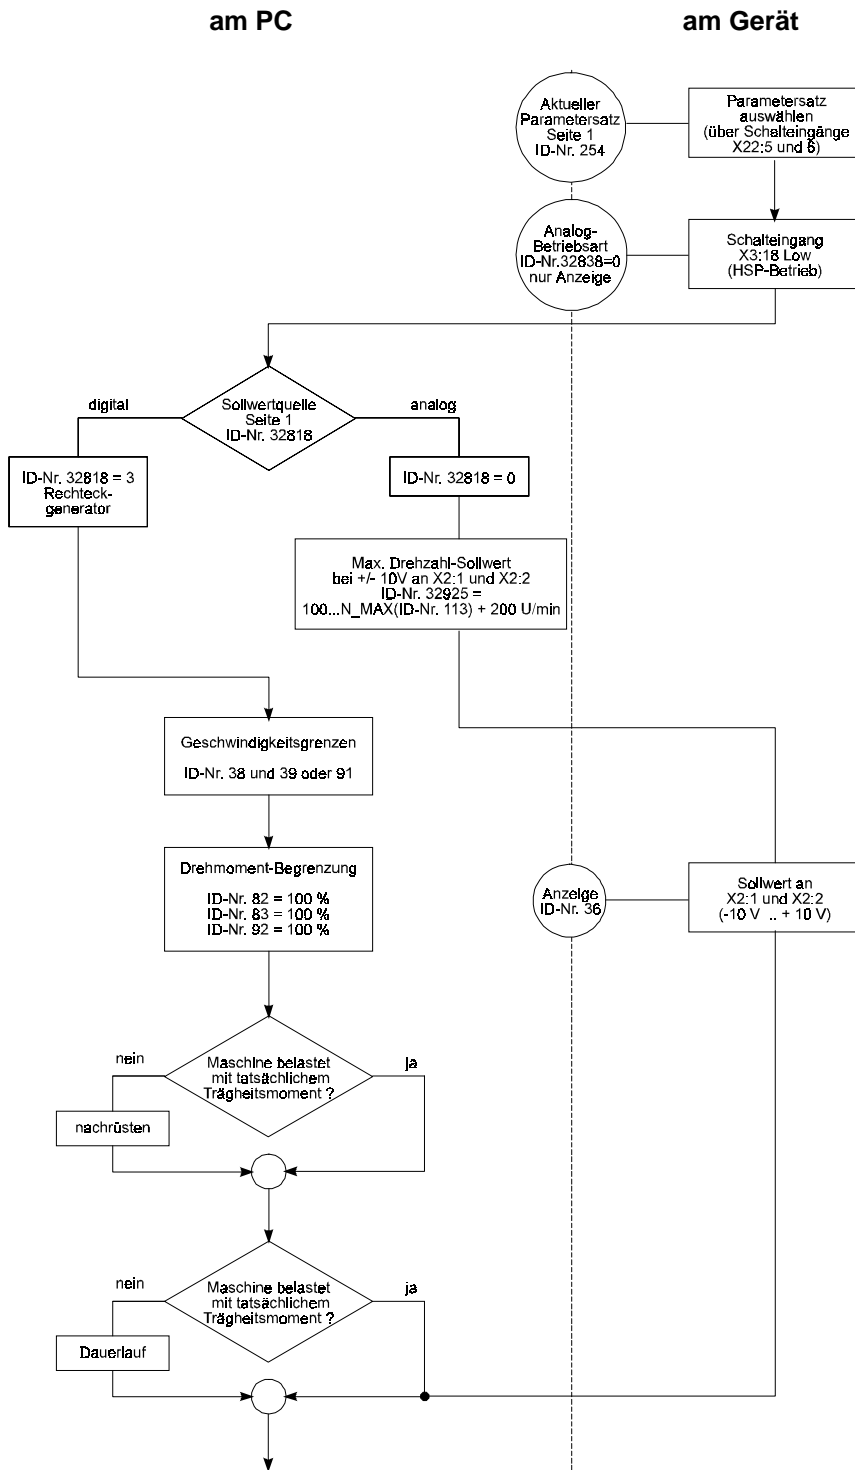 am PC
am Gerät
Aktueller
Parametersatz
Seite 1
ID-Nr. 254
Parametersatz
auswählen
(über Schalteingänge
X22:5 und 6)
Analog-
Betriebsart
ID-Nr.32838=0
nur Anzeige
Schalteingang
X3:18 Low
(HSP-Betrieb)
digital
Sollwertquelle
Seite 1
ID-Nr. 32818
analog
ID-Nr. 32818 = 3
Rechteck-
generator
ID-Nr. 32818 = 0
Max. Drehzahl-Sollwert
bei +/- 10V an X2:1 und X2:2
ID-Nr. 32925 =
100...N_MAX(ID-Nr. 113) + 200 U/min
Geschwindigkeitsgrenzen
ID-Nr. 38 und 39 oder 91
Drehmoment-Begrenzung
ID-Nr. 82 = 100 %
ID-Nr. 83 = 100 %
ID-Nr. 92 = 100 %
Anzeige
ID-Nr. 36
Sollwert an
X2:1 und X2:2
(-10 V .. + 10 V)
nein
Maschine belastet
mit tatsächlichem
Trägheitsmoment ?
ja
nachrüsten
nein
Maschine belastet
mit tatsächlichem
Trägheitsmoment ?
ja
Dauerlauf